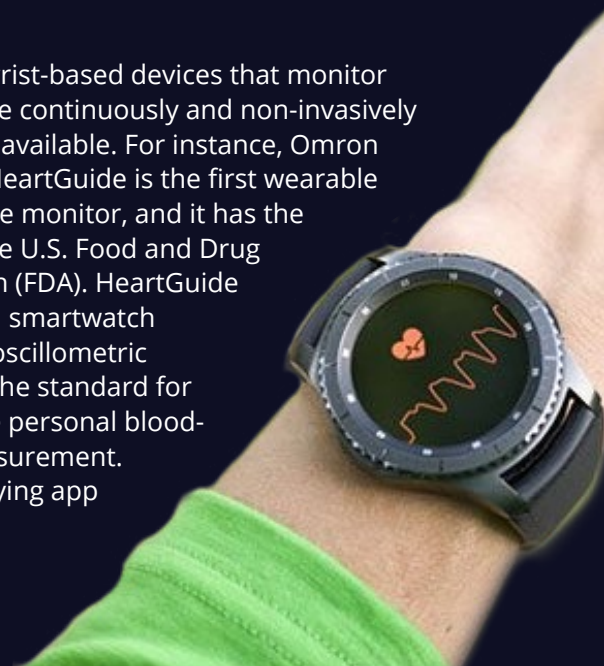 rist-based devices that monitor
e continuously and non-invasively
available. For instance, Omron
HeartGuide is the first wearable
e monitor, and it has the
e U.S. Food and Drug
n (FDA). HeartGuide
smartwatch
oscillometric
he standard for
personal blood-
surement.
ying app